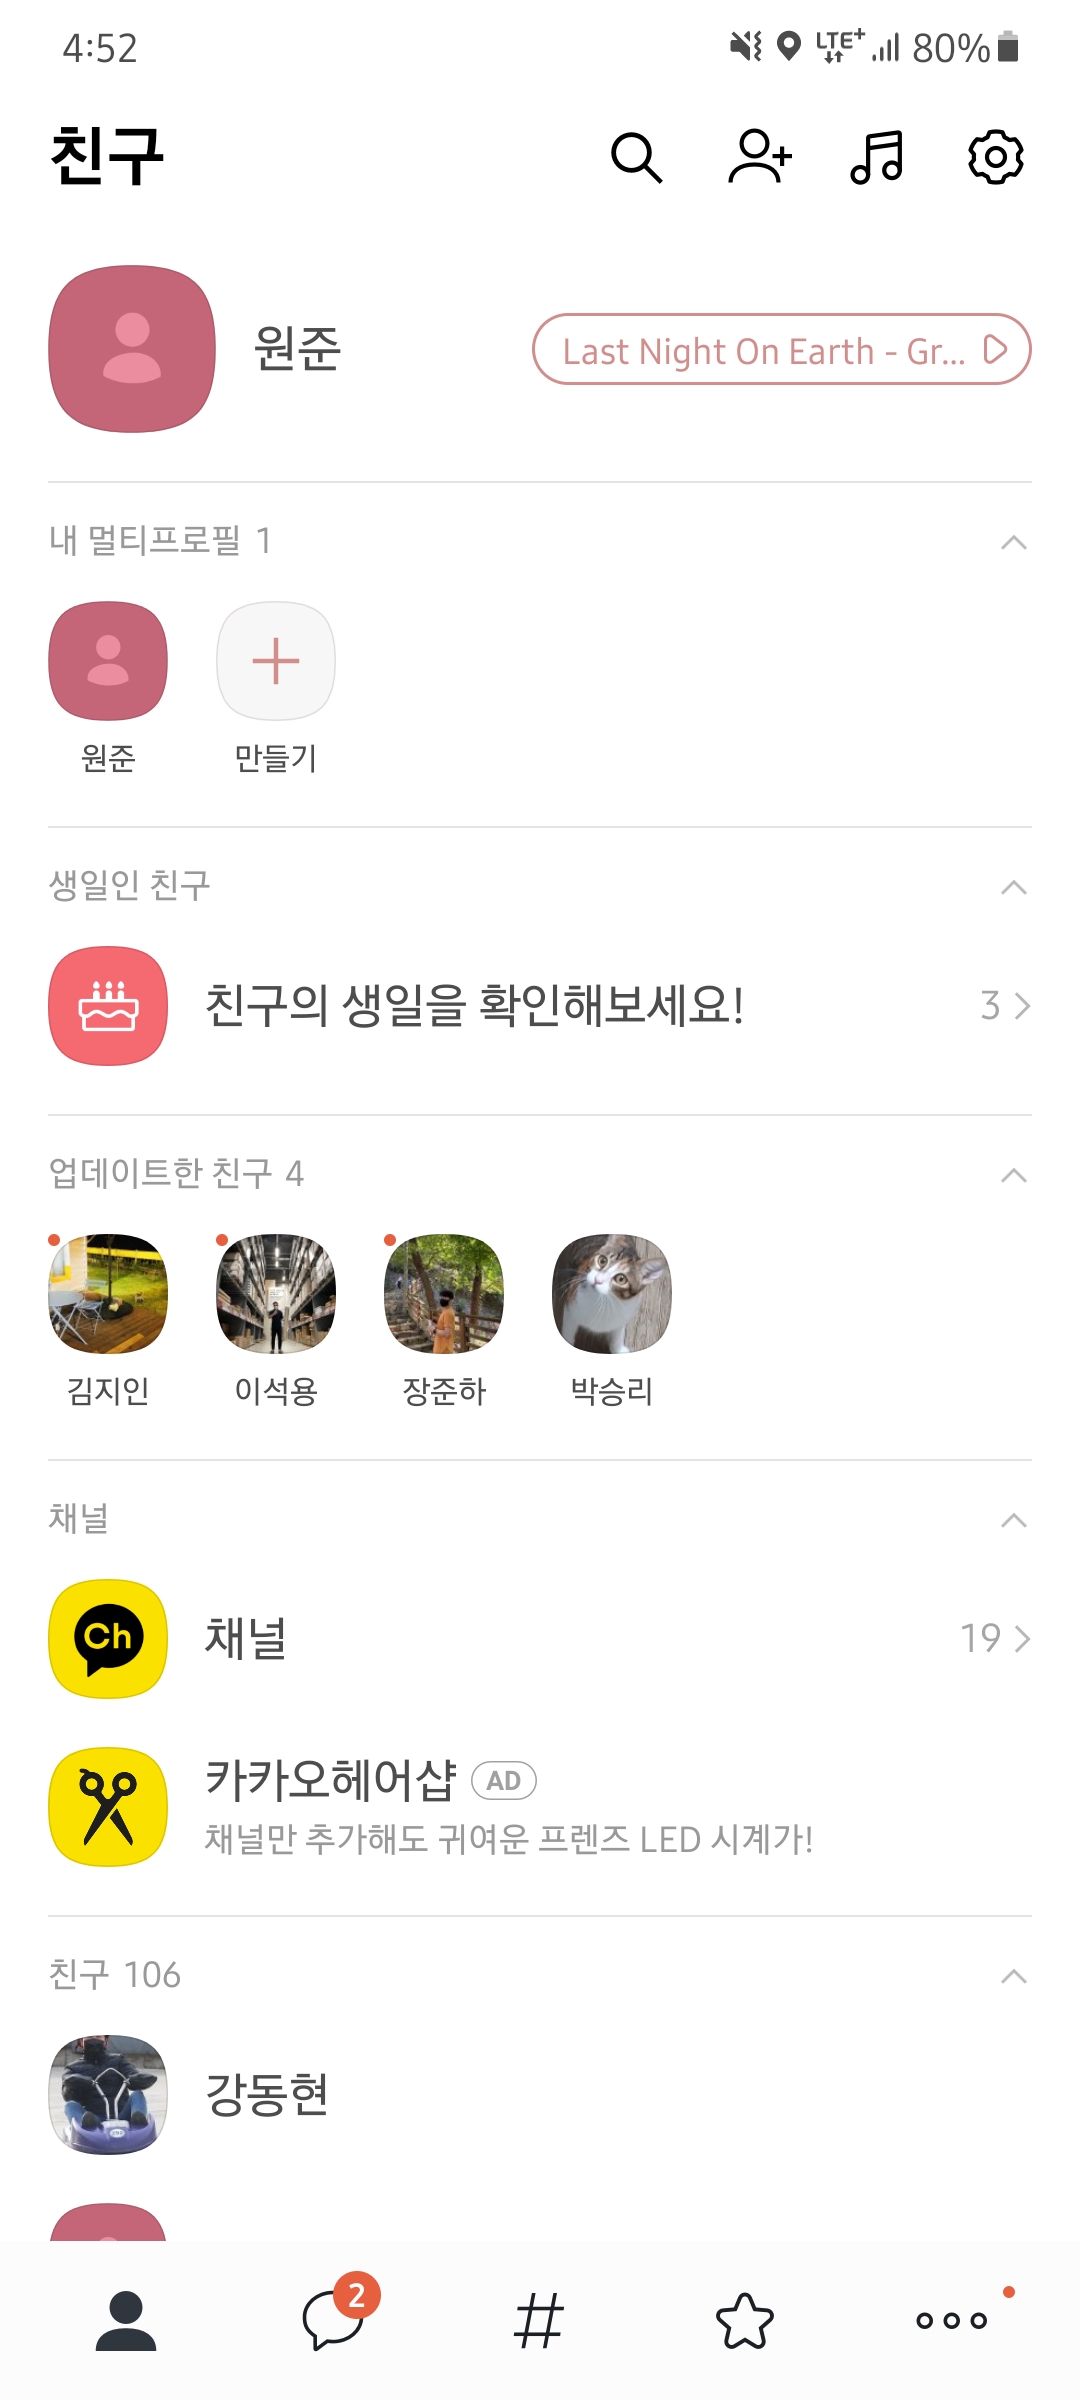 4:52
LTE+ 80%
친구
원준
Last Night On Earth - Gr...
내 멀티프로필 1
원준
만들기
생일인 친구
친구의 생일을 확인해보세요!
3
업데이트한 친구 4
김지인
이석용
장준하
박승리
채널
Ch
채널
19
카카오헤어샵 AD
채널만 추가해도 귀여운 프렌즈 LED 시계가!
친구 106
강동현
2
#